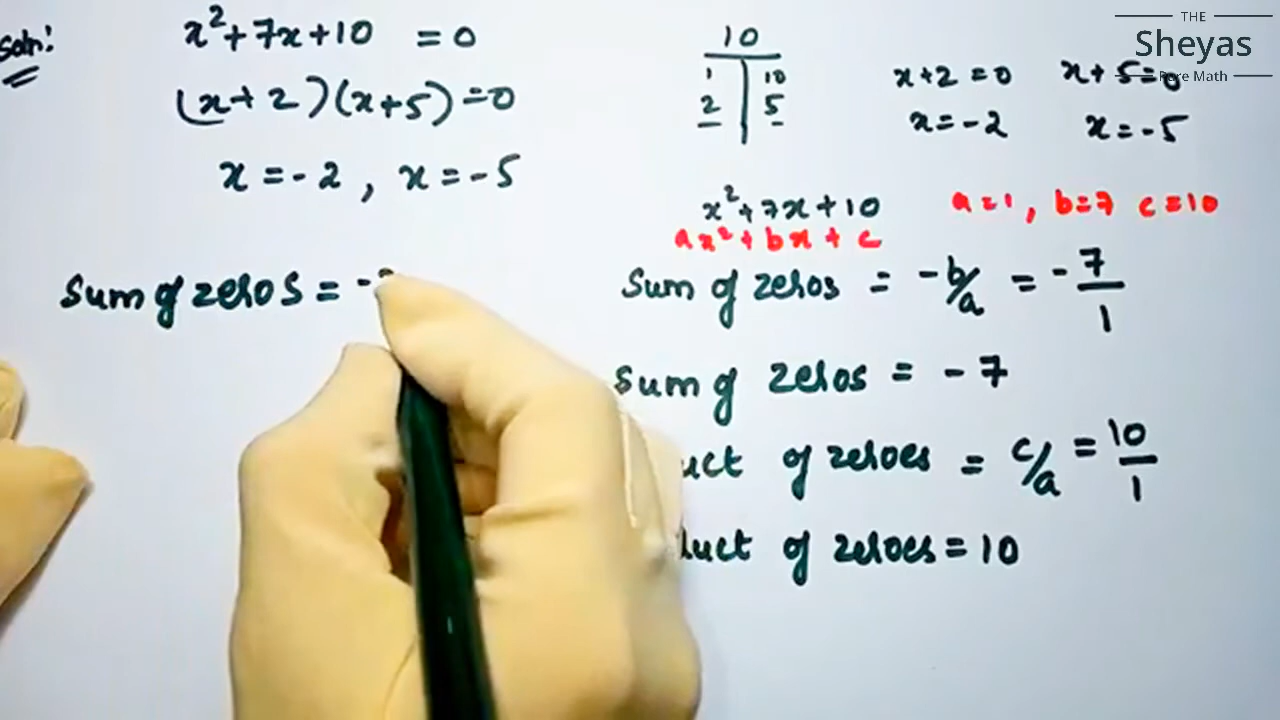 Soln:
x²+7x+10 = 0
(x+2)(x+5)=0
x=-2, x=-5
Sum of zeros = -
10
1 | 10
2 | 5
x+2=0 x+5=0
x=-2 x=-5
x²+7x+10 a=1, b=7 c=10
ax²+bx+c
Sum of zeros = -b/a = -7/1
Sum of zeros = -7
uct of zeroes = c/a = 10/1
duct of zeroes = 10
THE
Sheyas
Pore Math